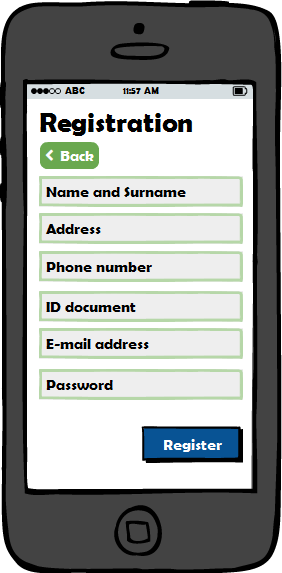 ABC 11:57 AM
Registration
Back
Name and Surname
Address
Phone number
ID document
E-mail address
Password
Register